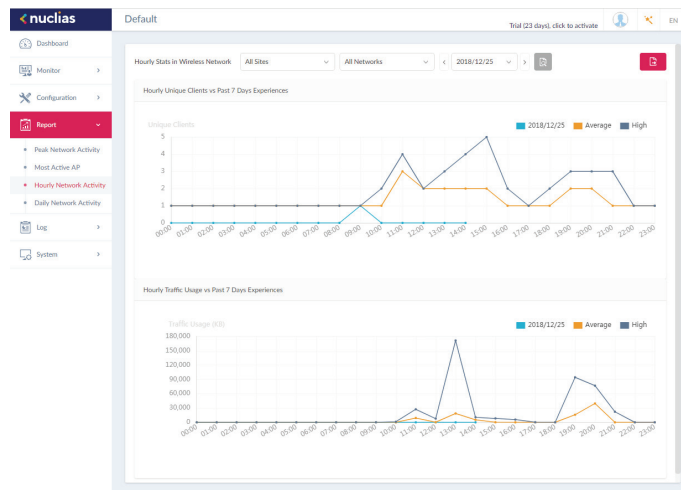 nuclias
Default
Trial (23 days), click to activate
EN
Dashboard
Monitor
Configuration
Report
Peak Network Activity
Most Active AP
Hourly Network Activity
Daily Network Activity
Log
System
Hourly Stats in Wireless Network All Sites All Networks 2018/12/25
Hourly Unique Clients vs Past 7 Days Experiences
Unique Clients
2018/12/25 Average High
5
4
3
2
1
0
00:00 01:00 02:00 03:00 04:00 05:00 06:00 07:00 08:00 09:00 10:00 11:00 12:00 13:00 14:00 15:00 16:00 17:00 18:00 19:00 20:00 21:00 22:00 23:00
Hourly Traffic Usage vs Past 7 Days Experiences
Traffic Usage (KB)
2018/12/25 Average High
180,000
150,000
120,000
90,000
60,000
30,000
0
00:00 01:00 02:00 03:00 04:00 05:00 06:00 07:00 08:00 09:00 10:00 11:00 12:00 13:00 14:00 15:00 16:00 17:00 18:00 19:00 20:00 21:00 22:00 23:00